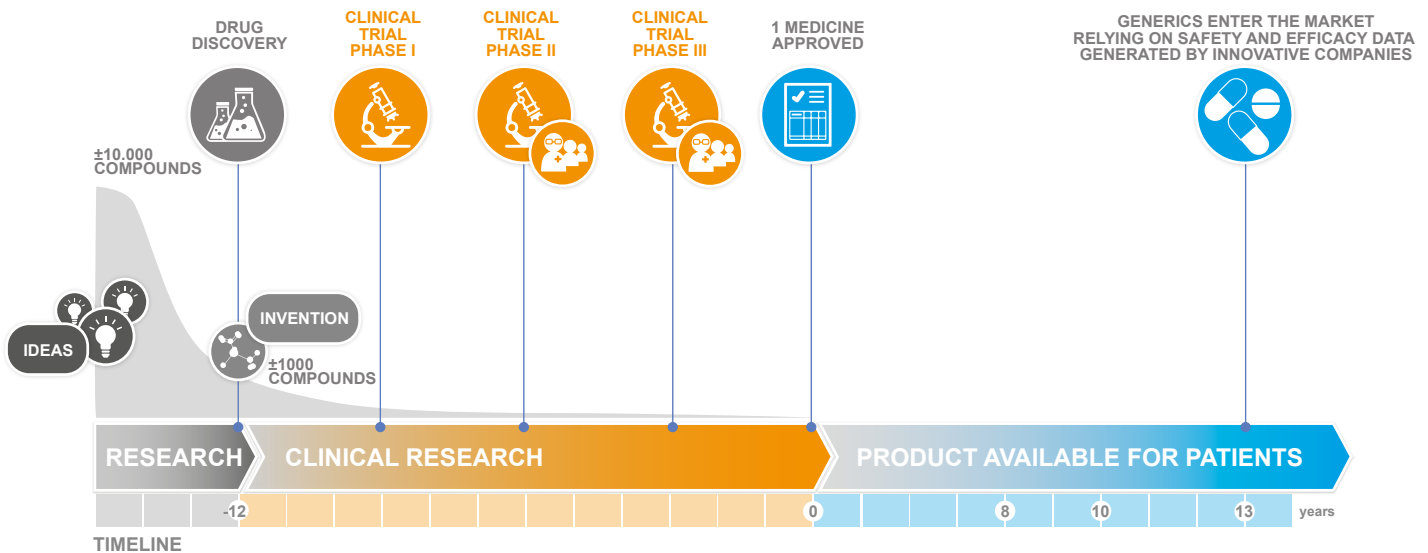 DRUG
DISCOVERY
CLINICAL
TRIAL
PHASE I
CLINICAL
TRIAL
PHASE II
CLINICAL
TRIAL
PHASE III
1 MEDICINE
APPROVED
GENERICS ENTER THE MARKET
RELYING ON SAFETY AND EFFICACY DATA
GENERATED BY INNOVATIVE COMPANIES
±10.000
COMPOUNDS
IDEAS
INVENTION
±1000
COMPOUNDS
RESEARCH
CLINICAL RESEARCH
PRODUCT AVAILABLE FOR PATIENTS
-12
0
8
10
13
years
TIMELINE